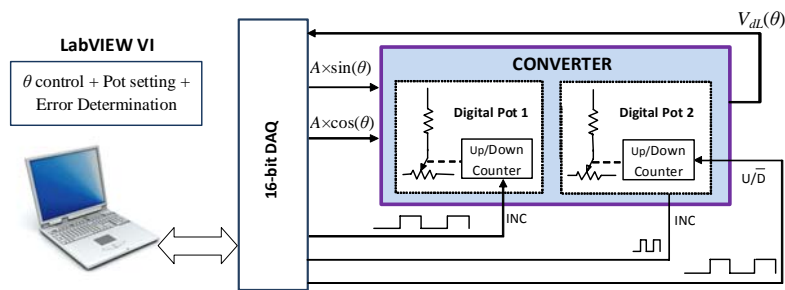 V_dL(θ)
LabVIEW VI
θ control + Pot setting +
Error Determination
16-bit DAQ
A×sin(θ)
A×cos(θ)
CONVERTER
Digital Pot 1
Up/Down
Counter
INC
Digital Pot 2
Up/Down
Counter
INC
U/D̅